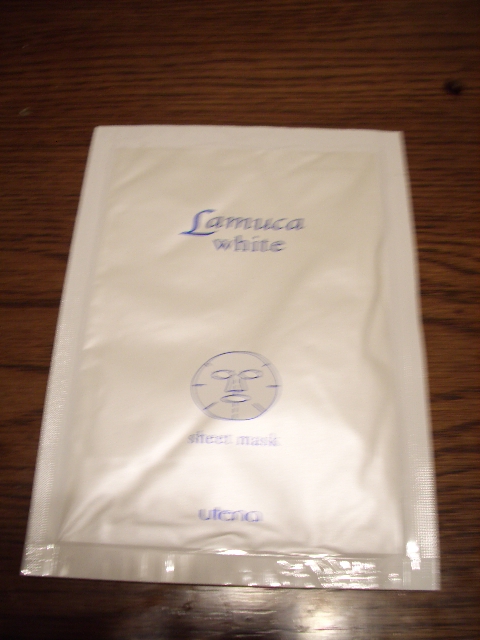 Lamuca
white
sheet mask
utena